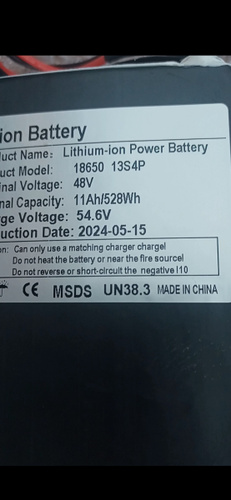 ion Battery
uct Name: Lithium-ion Power Battery
uct Model: 18650 13S4P
inal Voltage: 48V
nal Capacity: 11Ah/528Wh
rge Voltage: 54.6V
uction Date: 2024-05-15
on: Can only use a matching charger chargel
Do not heat the battery or near the fire sourcel
Do not reverse or short-circuit the negative l10
CE MSDS UN38.3 MADE IN CHINA